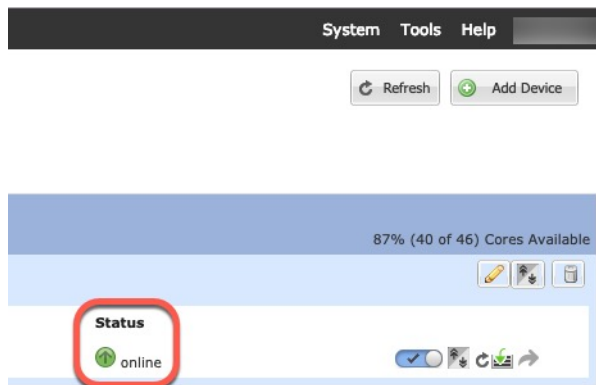 System Tools Help
Refresh Add Device
87% (40 of 46) Cores Available
Status
online